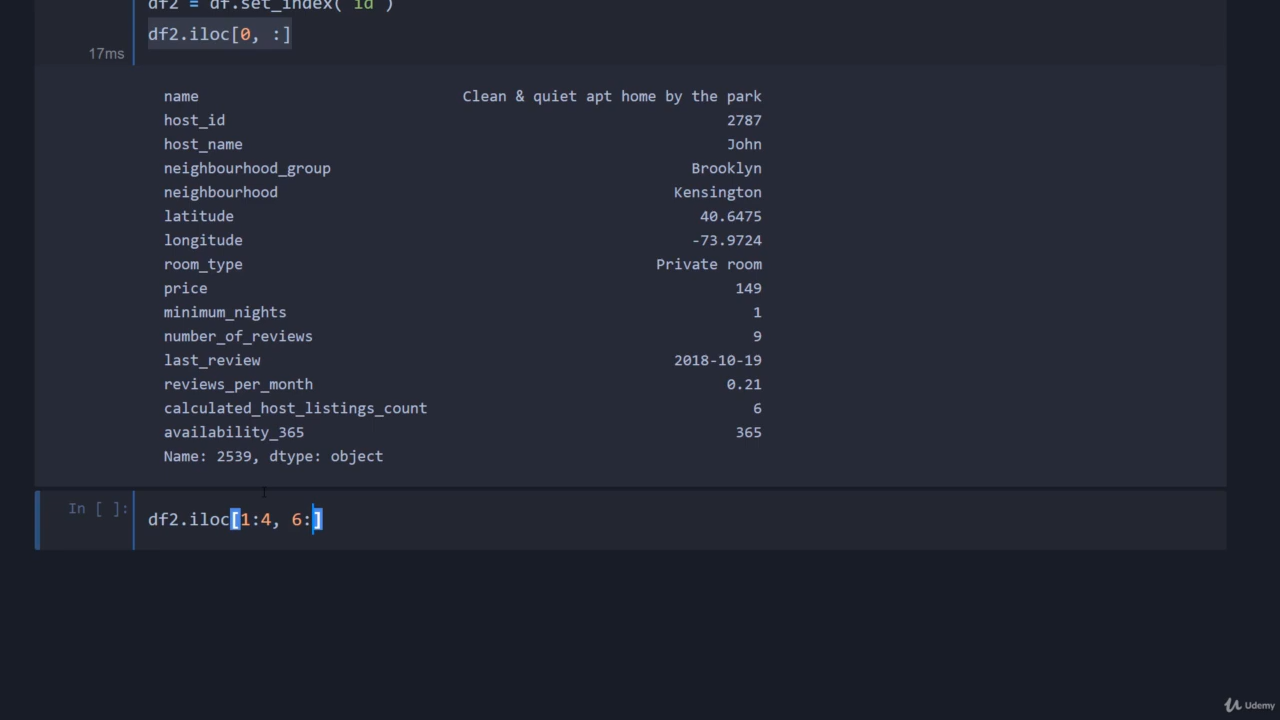 df2 = df.set_index('id')
df2.iloc[0, :]
17ms
name Clean & quiet apt home by the park
host_id 2787
host_name John
neighbourhood_group Brooklyn
neighbourhood Kensington
latitude 40.6475
longitude -73.9724
room_type Private room
price 149
minimum_nights 1
number_of_reviews 9
last_review 2018-10-19
reviews_per_month 0.21
calculated_host_listings_count 6
availability_365 365
Name: 2539, dtype: object
In [ ]: df2.iloc[1:4, 6:]
Udemy